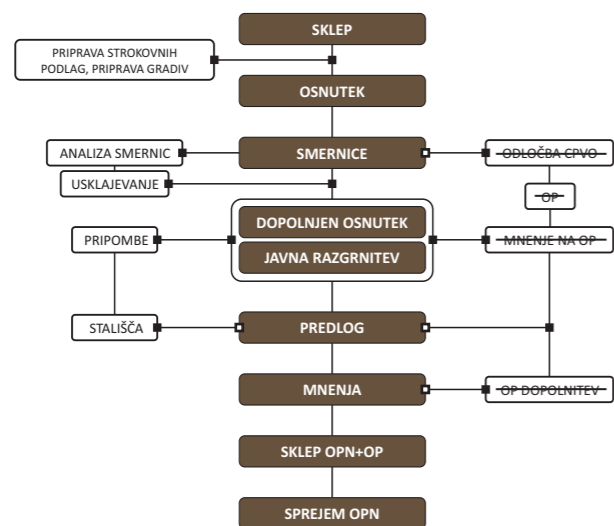 SKLEP
PRIPRAVA STROKOVNIH
PODLAG, PRIPRAVA GRADIV
OSNUTEK
ANALIZA SMERNIC
SMERNICE
ODLOČBA CPVO
USKLAJEVANJE
OP
DOPOLNJEN OSNUTEK
PRIPOMBE
MNENJE NA OP
JAVNA RAZGRNITEV
STALIŠČA
PREDLOG
MNENJA
OP DOPOLNITEV
SKLEP OPN+OP
SPREJEM OPN